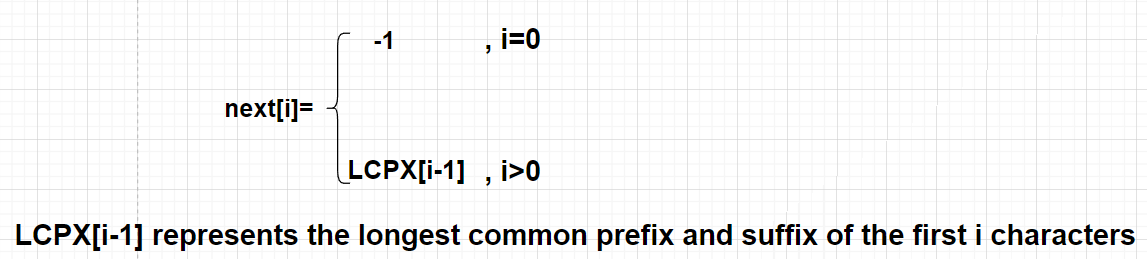 -1 , i=0
next[i]=
LCPX[i-1] , i>0
LCPX[i-1] represents the longest common prefix and suffix of the first i characters